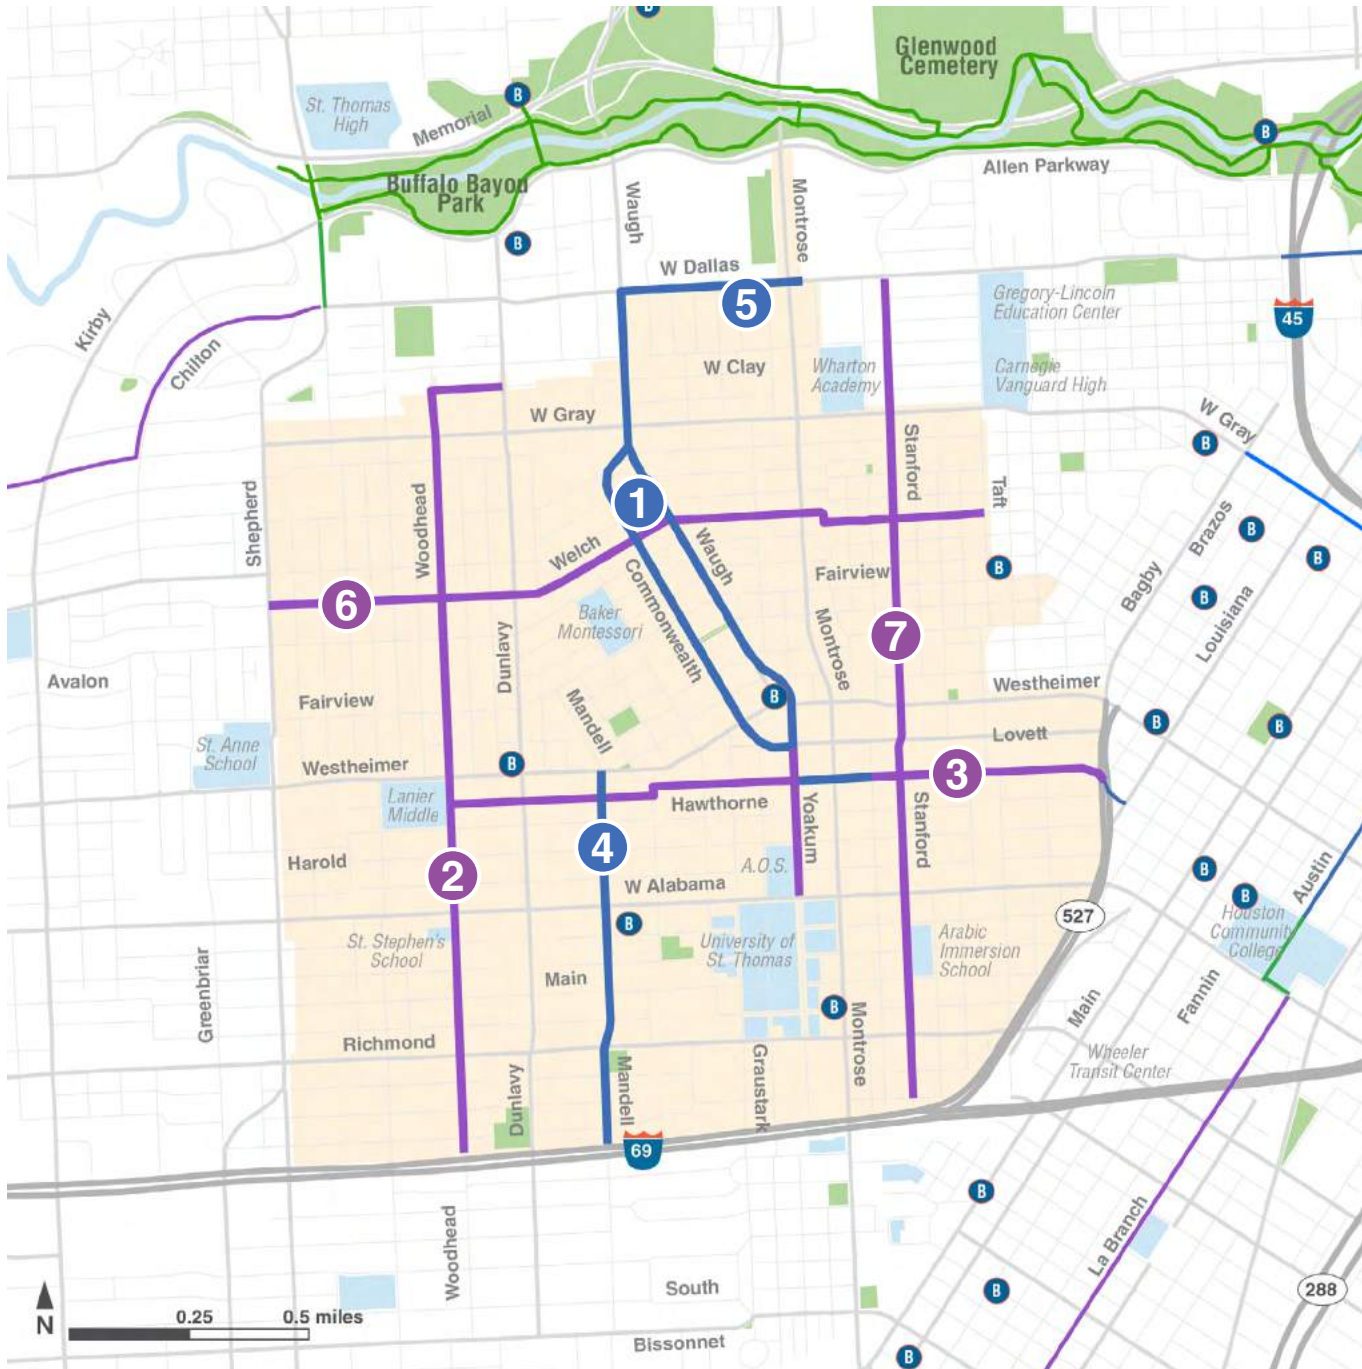 B
Glenwood
Cemetery
St. Thomas
High
B
Memorial
B
Allen Parkway
Buffalo Bayou
Park
Waugh
Montrose
B
W Dallas
5
Gregory-Lincoln
Education Center
45
Kirby
Chilton
W Clay
Wharton
Academy
Carnegie
Vanguard High
W Gray
W Gray
B
Shepherd
Woodhead
1
Stanford
Taft
Brazos
B
Welch
Waugh
B
Fairview
B
Bagby
6
Commonwealth
Baker
Montessori
B
Louisiana
7
Dunlavy
Montrose
Avalon
Westheimer
Fairview
Mandell
B
B
B
Lovett
St. Anne
School
Westheimer
B
3
Lanier
Middle
Hawthorne
Yoakum
Stanford
Harold
4
2
A.O.S.
W Alabama
B
B
Austin
527
Houston
Community
College
B
St. Stephen's
School
University of
St. Thomas
Arabic
Immersion
School
Greenbriar
Main
B
Main
Fannin
Richmond
Montrose
Graustark
Wheeler
Transit Center
Dunlavy
Mandell
69
B
La Branch
B
Woodhead
South
288
N
0.25
0.5 miles
Bissonnet
B